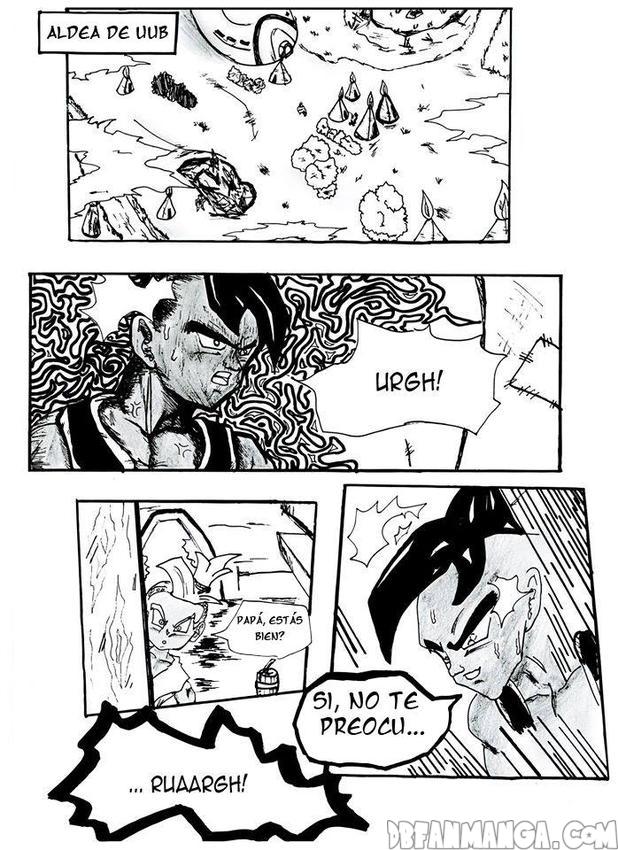 ALDEA DE UUB
URGH!
PAPÁ, ESTÁS
BIEN?
SI, NO TE
PREOCU...
... RUAARGH!
DBFANMANGA.COM